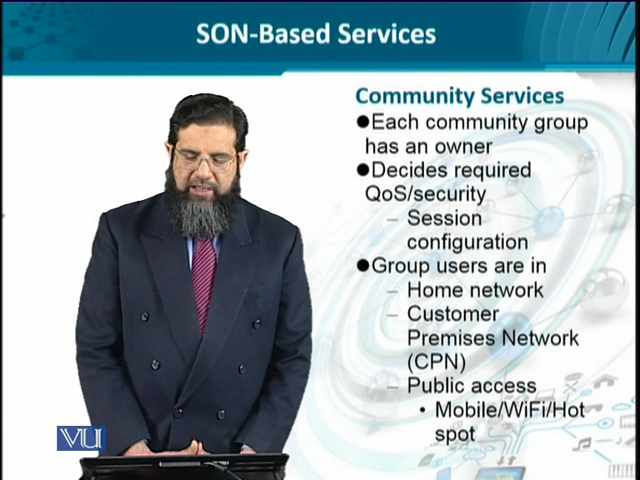 SON-Based Services
Community Services
●Each community group
has an owner
●Decides required
QoS/security
– Session
configuration
●Group users are in
– Home network
– Customer
Premises Network
(CPN)
– Public access
• Mobile/WiFi/Hot
spot
VU